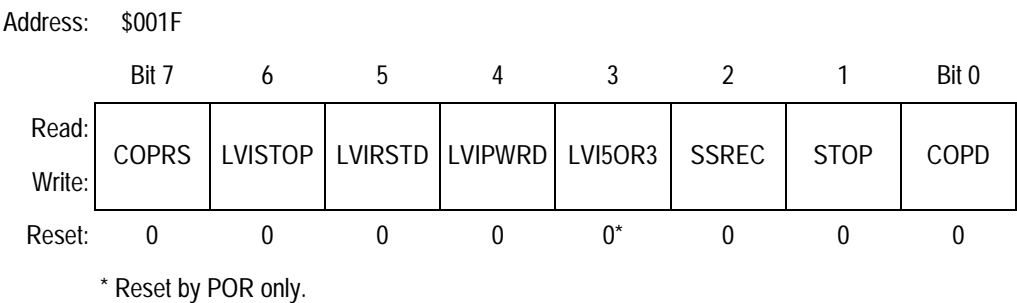 Address: $001F
Bit 7 6 5 4 3 2 1 Bit 0
Read:
COPRS LVISTOP LVIRSTD LVIPWRD LVI5OR3 SSREC STOP COPD
Write:
Reset: 0 0 0 0 0* 0 0 0
* Reset by POR only.